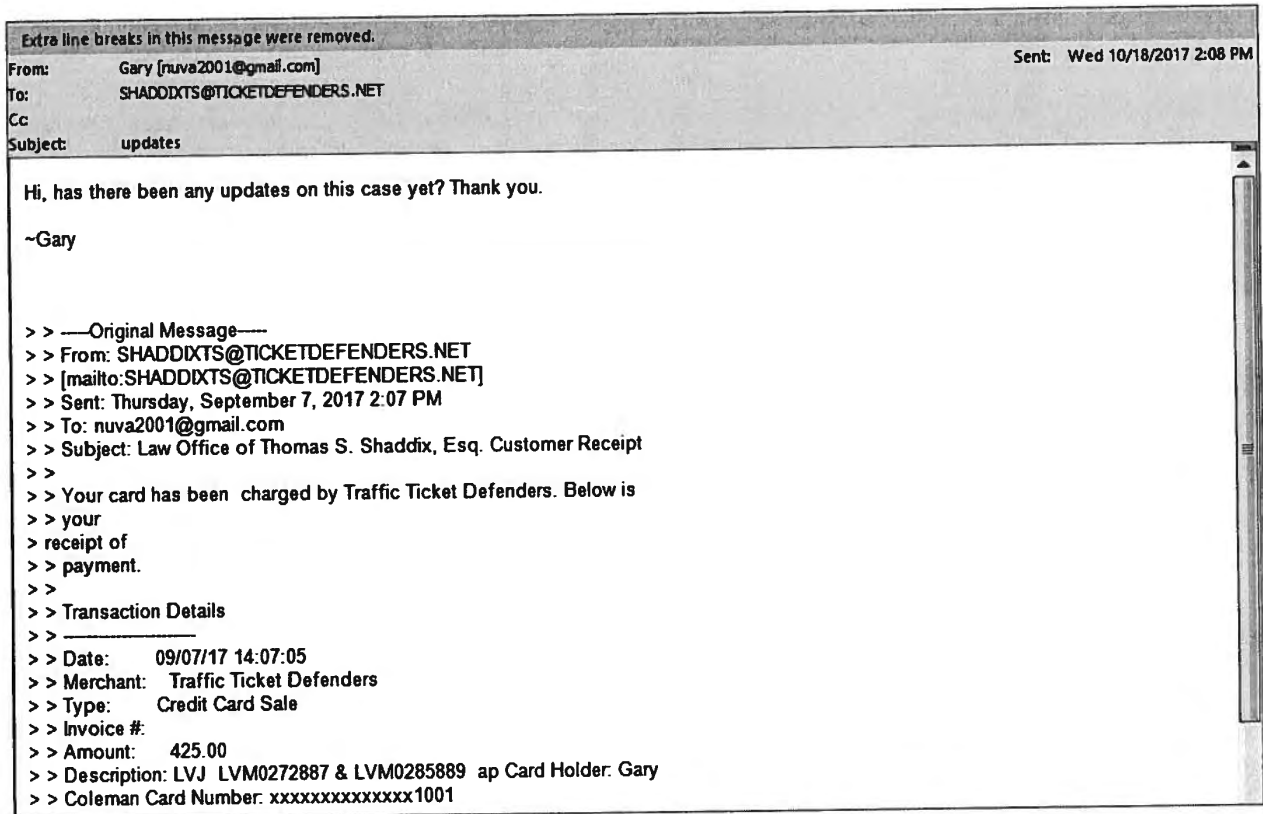 Extra line breaks in this message were removed.
From: Gary [nuva2001@gmail.com] Sent: Wed 10/18/2017 2:08 PM
To: SHADDIXTS@TICKETDEFENDERS.NET
Cc
Subject: updates
Hi, has there been any updates on this case yet? Thank you.
~Gary
> > -----Original Message-----
> > From: SHADDIXTS@TICKETDEFENDERS.NET
> > [mailto:SHADDIXTS@TICKETDEFENDERS.NET]
> > Sent: Thursday, September 7, 2017 2:07 PM
> > To: nuva2001@gmail.com
> > Subject: Law Office of Thomas S. Shaddix, Esq. Customer Receipt
> >
> > Your card has been  charged by Traffic Ticket Defenders. Below is
> > your
> receipt of
> > payment.
> >
> > Transaction Details
> > -------------------------
> > Date: 09/07/17 14:07:05
> > Merchant: Traffic Ticket Defenders
> > Type: Credit Card Sale
> > Invoice #:
> > Amount: 425.00
> > Description: LVJ  LVM0272887 & LVM0285889  ap Card Holder: Gary
> > Coleman Card Number: xxxxxxxxxxxxxx1001